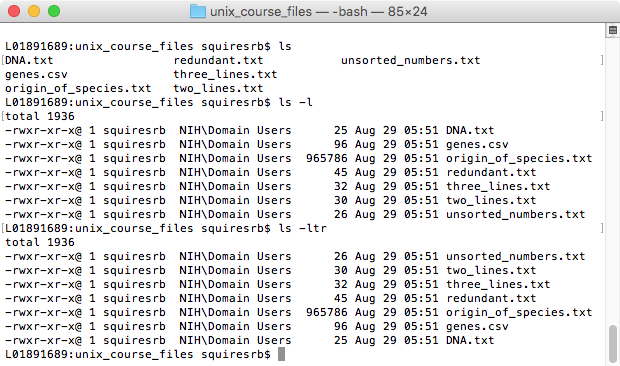 unix_course_files — -bash — 85×24
L01891689:unix_course_files squiresrb$ ls
[DNA.txt                  redundant.txt            unsorted_numbers.txt                  ]
genes.csv                three_lines.txt
origin_of_species.txt    two_lines.txt
L01891689:unix_course_files squiresrb$ ls -l
[total 1936                                                                              ]
-rwxr-xr-x@ 1 squiresrb  NIH\Domain Users      25 Aug 29 05:51 DNA.txt
-rwxr-xr-x@ 1 squiresrb  NIH\Domain Users      96 Aug 29 05:51 genes.csv
-rwxr-xr-x@ 1 squiresrb  NIH\Domain Users  965786 Aug 29 05:51 origin_of_species.txt
-rwxr-xr-x@ 1 squiresrb  NIH\Domain Users      45 Aug 29 05:51 redundant.txt
-rwxr-xr-x@ 1 squiresrb  NIH\Domain Users      32 Aug 29 05:51 three_lines.txt
-rwxr-xr-x@ 1 squiresrb  NIH\Domain Users      30 Aug 29 05:51 two_lines.txt
-rwxr-xr-x@ 1 squiresrb  NIH\Domain Users      26 Aug 29 05:51 unsorted_numbers.txt
[L01891689:unix_course_files squiresrb$ ls -ltr                                          ]
total 1936
-rwxr-xr-x@ 1 squiresrb  NIH\Domain Users      26 Aug 29 05:51 unsorted_numbers.txt
-rwxr-xr-x@ 1 squiresrb  NIH\Domain Users      30 Aug 29 05:51 two_lines.txt
-rwxr-xr-x@ 1 squiresrb  NIH\Domain Users      32 Aug 29 05:51 three_lines.txt
-rwxr-xr-x@ 1 squiresrb  NIH\Domain Users      45 Aug 29 05:51 redundant.txt
-rwxr-xr-x@ 1 squiresrb  NIH\Domain Users  965786 Aug 29 05:51 origin_of_species.txt
-rwxr-xr-x@ 1 squiresrb  NIH\Domain Users      96 Aug 29 05:51 genes.csv
-rwxr-xr-x@ 1 squiresrb  NIH\Domain Users      25 Aug 29 05:51 DNA.txt
L01891689:unix_course_files squiresrb$